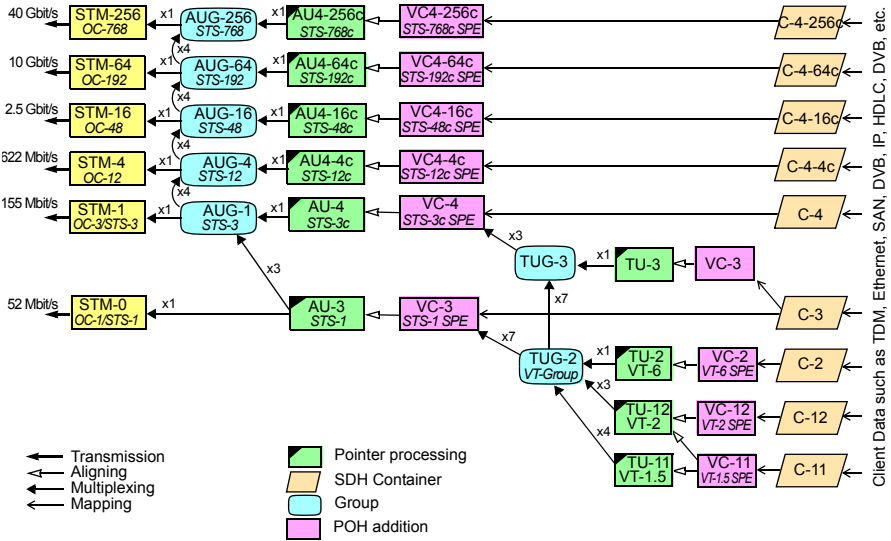 40 Gbit/s
STM-256
OC-768
x1
AUG-256
STS-768
x1
AU4-256c
STS-768c
VC4-256c
STS-768c SPE
C-4-256c
x4
10 Gbit/s
STM-64
OC-192
x1
AUG-64
STS-192
x1
AU4-64c
STS-192c
VC4-64c
STS-192c SPE
C-4-64c
x4
2.5 Gbit/s
STM-16
OC-48
x1
AUG-16
STS-48
x1
AU4-16c
STS-48c
VC4-16c
STS-48c SPE
C-4-16c
x4
622 Mbit/s
STM-4
OC-12
x1
AUG-4
STS-12
x1
AU4-4c
STS-12c
VC4-4c
STS-12c SPE
C-4-4c
x4
155 Mbit/s
STM-1
OC-3/STS-3
x1
AUG-1
STS-3
x1
AU-4
STS-3c
VC-4
STS-3c SPE
C-4
x3
x3
TUG-3
x1
TU-3
VC-3
52 Mbit/s
STM-0
OC-1/STS-1
x1
AU-3
STS-1
VC-3
STS-1 SPE
x7
C-3
x7
TUG-2
VT-Group
x1
TU-2
VT-6
VC-2
VT-6 SPE
C-2
x3
TU-12
VT-2
VC-12
VT-2 SPE
C-12
x4
TU-11
VT-1.5
VC-11
VT-1.5 SPE
C-11
Client Data such as TDM, Ethernet, SAN, DVB, IP, HDLC, DVB, etc.
Transmission
Aligning
Multiplexing
Mapping
Pointer processing
SDH Container
Group
POH addition